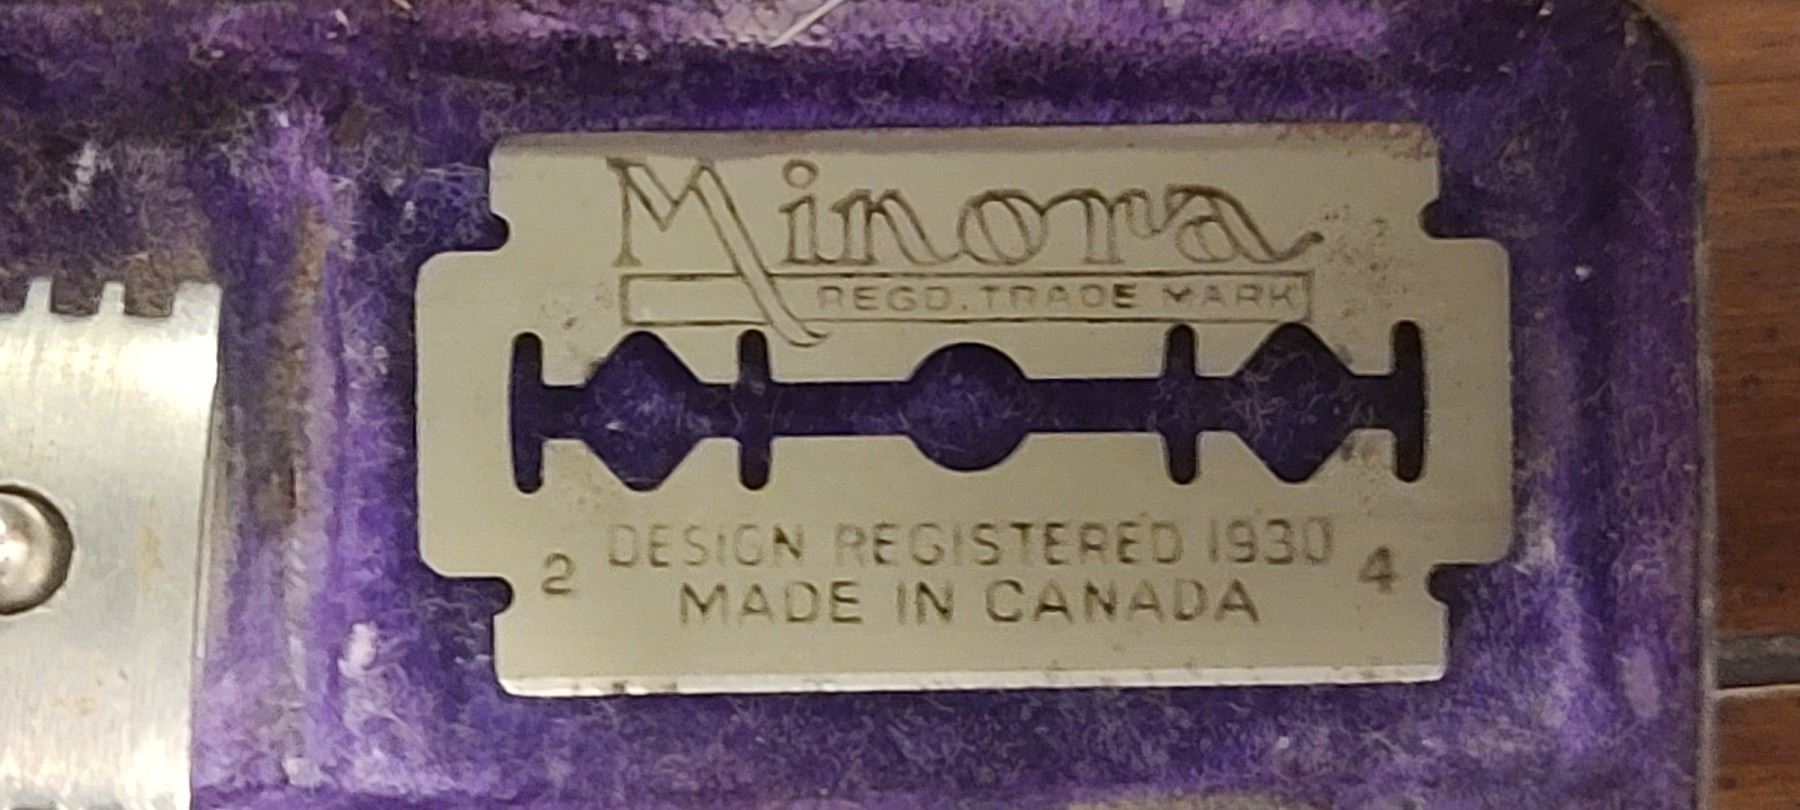 Minora
REGD. TRADE MARK
DESIGN REGISTERED 1930
2 MADE IN CANADA 4